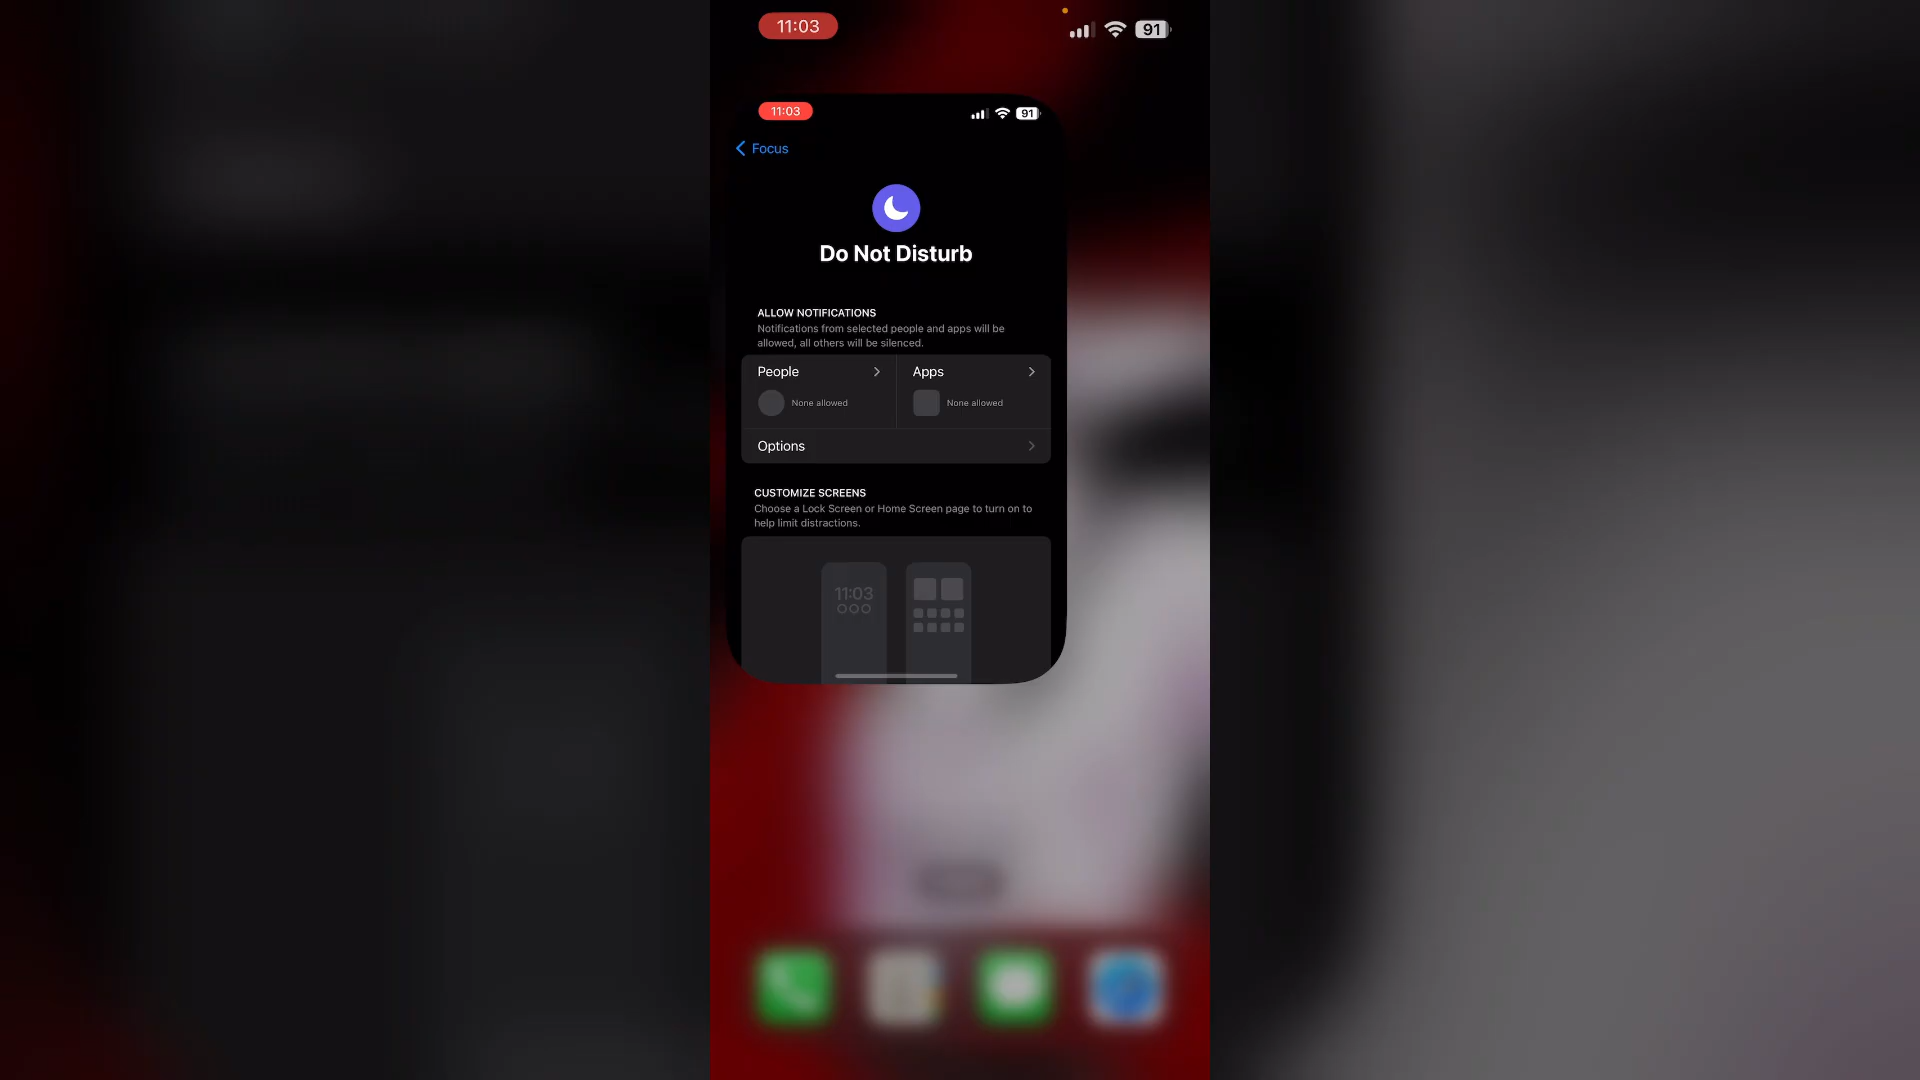 11:03
91
11:03
91
Focus
Do Not Disturb
ALLOW NOTIFICATIONS
Notifications from selected people and apps will be
allowed, all others will be silenced.
People
Apps
None allowed
None allowed
Options
CUSTOMIZE SCREENS
Choose a Lock Screen or Home Screen page to turn on to
help limit distractions.
11:03